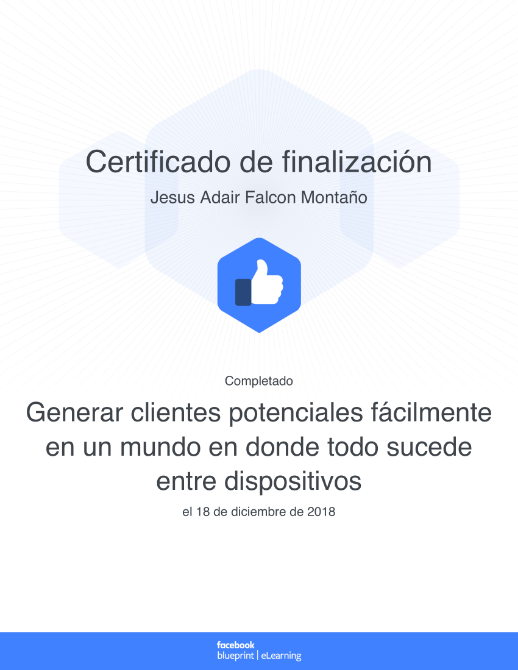 Certificado de finalización
Jesus Adair Falcon Montaño
Completado
Generar clientes potenciales fácilmente
en un mundo en donde todo sucede
entre dispositivos
el 18 de diciembre de 2018
facebook
blueprint | eLearning